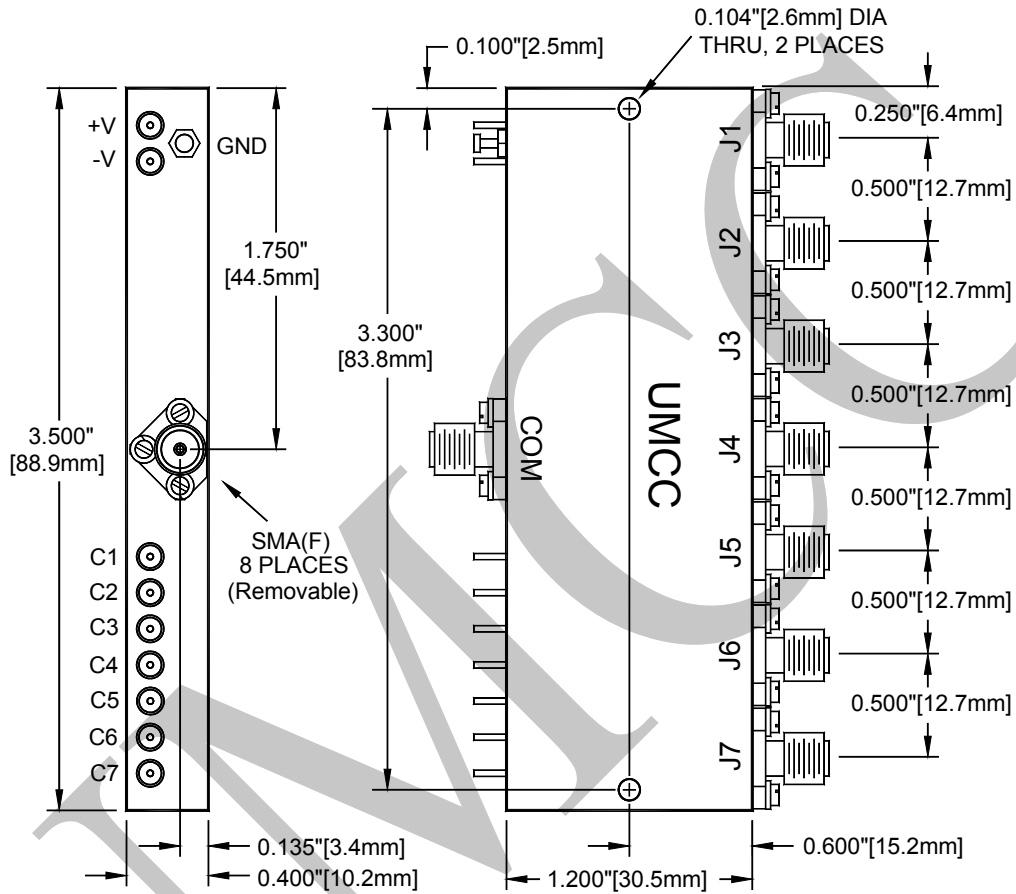 0.104"[2.6mm] DIA
THRU, 2 PLACES
0.100"[2.5mm]
+V
-V
GND
1.750"
[44.5mm]
3.500"
[88.9mm]
SMA(F)
8 PLACES
(Removable)
C1
C2
C3
C4
C5
C6
C7
0.135"[3.4mm]
0.400"[10.2mm]
3.300"
[83.8mm]
COM
UMCC
J1
J2
J3
J4
J5
J6
J7
0.250"[6.4mm]
0.500"[12.7mm]
0.500"[12.7mm]
0.500"[12.7mm]
0.500"[12.7mm]
0.500"[12.7mm]
0.500"[12.7mm]
0.600"[15.2mm]
1.200"[30.5mm]
UMCC